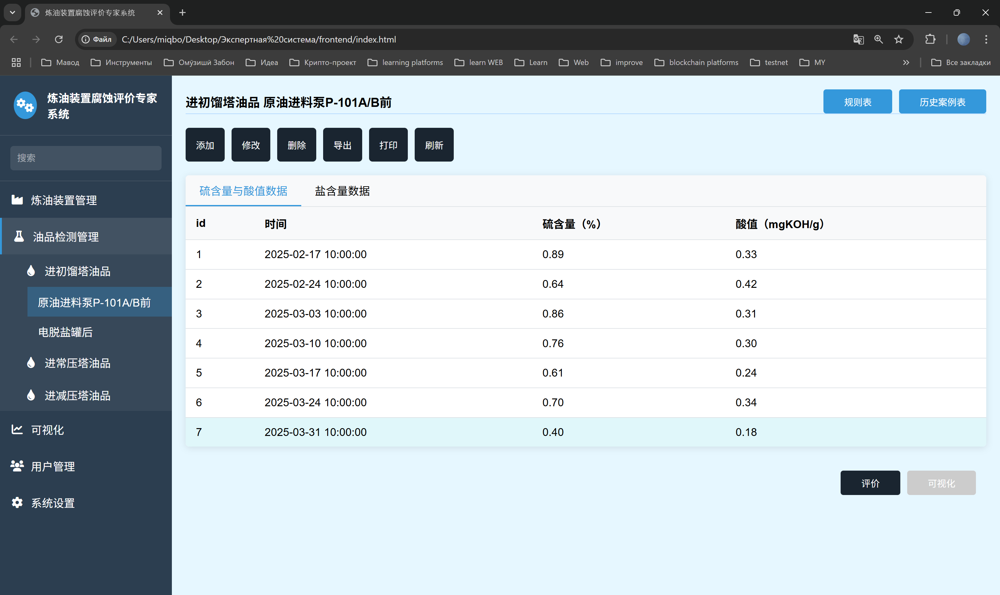 炼油装置腐蚀评价专家系统
Файл C:/Users/miqbo/Desktop/Экспертная%20система/frontend/index.html
Мавод Инструменты Омӯзишӣ Забон Идеа Крипто-проект learning platforms learn WEB Learn Web improve blockchain platforms testnet MY Все закладки
炼油装置腐蚀评价专家
系统
搜索
炼油装置管理
油品检测管理
进初馏塔油品
原油进料泵P-101A/B前
电脱盐罐后
进常压塔油品
进减压塔油品
可视化
用户管理
系统设置
进初馏塔油品 原油进料泵P-101A/B前
规则表 历史案例表
添加 修改 删除 导出 打印 刷新
硫含量与酸值数据 盐含量数据
id 时间 硫含量（%） 酸值（mgKOH/g）
1 2025-02-17 10:00:00 0.89 0.33
2 2025-02-24 10:00:00 0.64 0.42
3 2025-03-03 10:00:00 0.86 0.31
4 2025-03-10 10:00:00 0.76 0.30
5 2025-03-17 10:00:00 0.61 0.24
6 2025-03-24 10:00:00 0.70 0.34
7 2025-03-31 10:00:00 0.40 0.18
评价 可视化